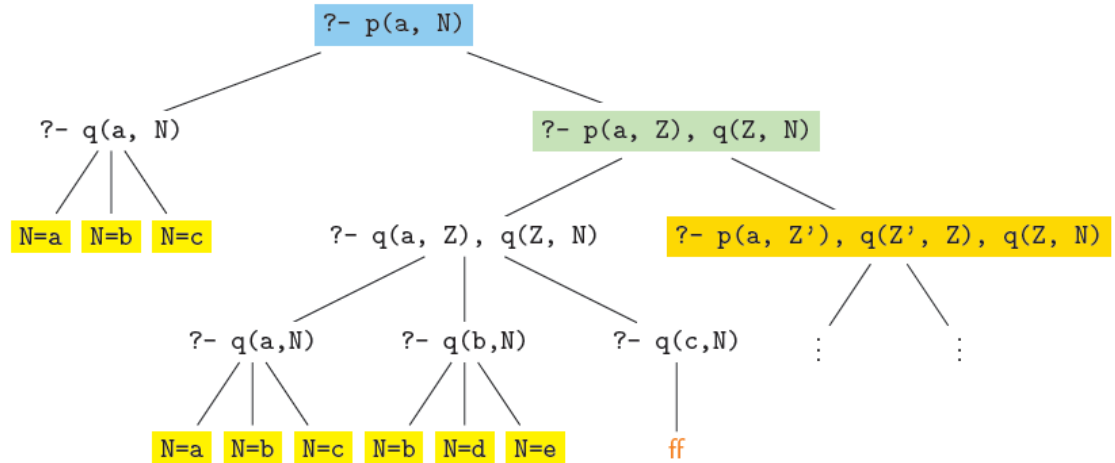 ?- p(a, N)
?- q(a, N)
?- p(a, Z), q(Z, N)
N=a N=b N=c
?- q(a, Z), q(Z, N)
?- p(a, Z’), q(Z’, Z), q(Z, N)
?- q(a,N)
?- q(b,N)
?- q(c,N)
⋮ ⋮
N=a N=b N=c N=b N=d N=e
ff